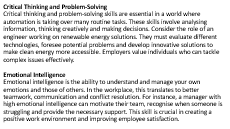 Critical Thinking and Problem-Solving
Critical thinking and problem-solving skills are essential in a world where
automation is taking over many routine tasks. These skills involve analysing
information, thinking creatively and making decisions. Consider the role of an
engineer working on renewable energy solutions. They must evaluate different
technologies, foresee potential problems and develop innovative solutions to
make clean energy more accessible. Employers value individuals who can tackle
complex issues effectively.
Emotional Intelligence
Emotional intelligence is the ability to understand and manage your own
emotions and those of others. In the workplace, this translates to better
teamwork, communication and conflict resolution. For instance, a manager with
high emotional intelligence can motivate their team, recognise when someone is
struggling and provide the necessary support. This skill is crucial in creating a
positive work environment and improving employee satisfaction.